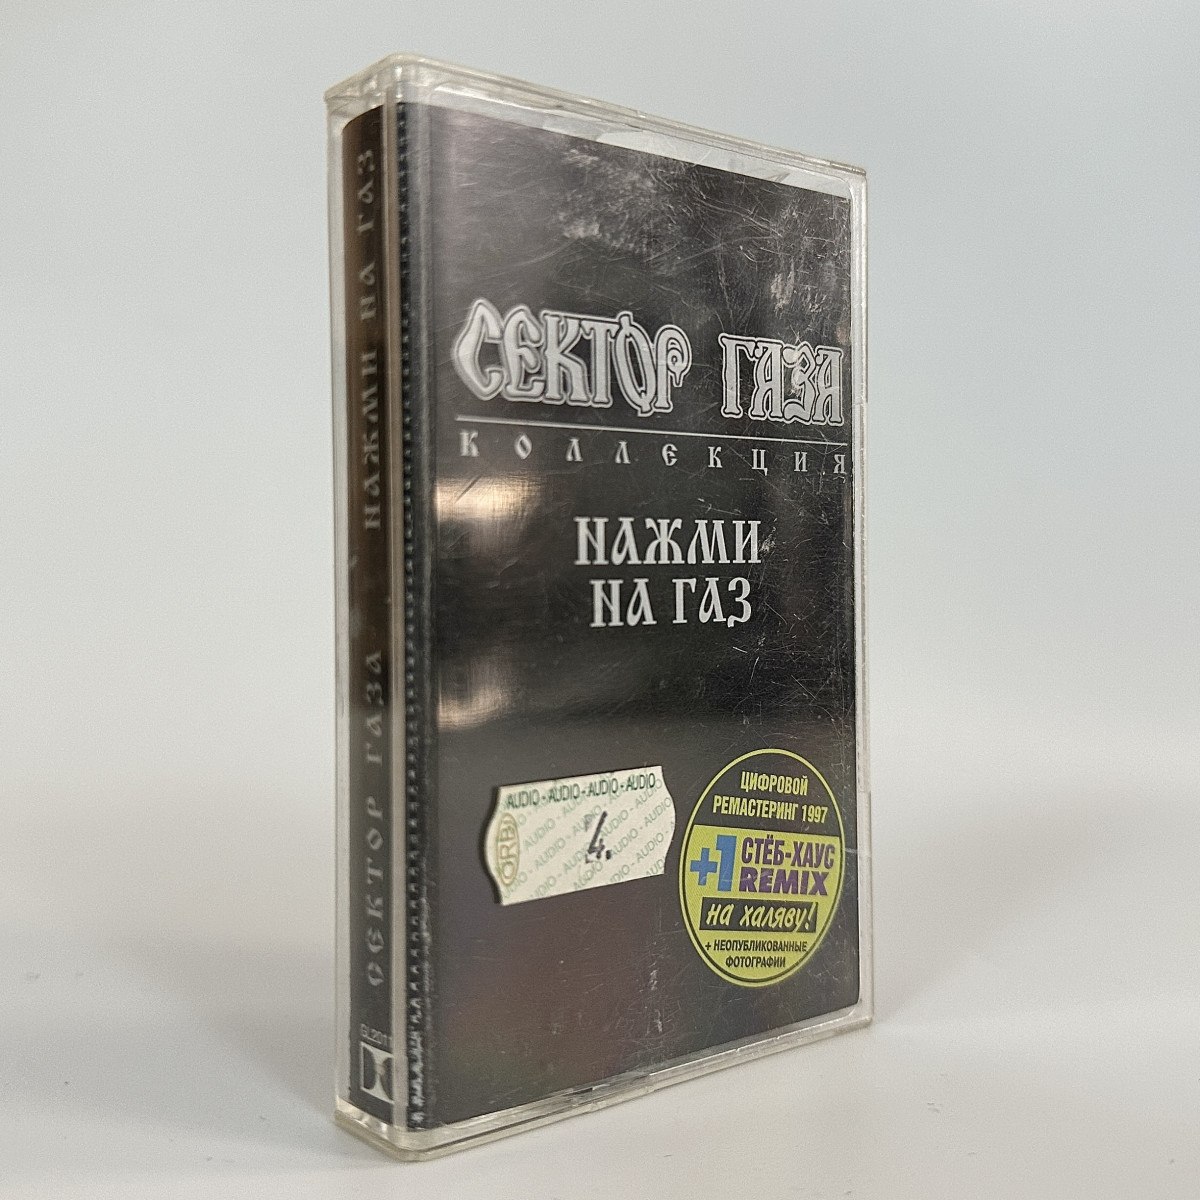 СЕКТОР ГАЗА
КОЛЛЕКЦИЯ
НАЖМИ
НА ГАЗ
СЕКТОР ГАЗА НАЖМИ НА ГАЗ
AUDIO - AUDIO - AUDIO - AUDIO
4.
ЦИФРОВОЙ
РЕМАСТЕРИНГ 1997
+1 СТЁБ-ХАУС
REMIX
НА ХАЛЯВУ!
+ НЕОПУБЛИКОВАННЫЕ
ФОТОГРАФИИ